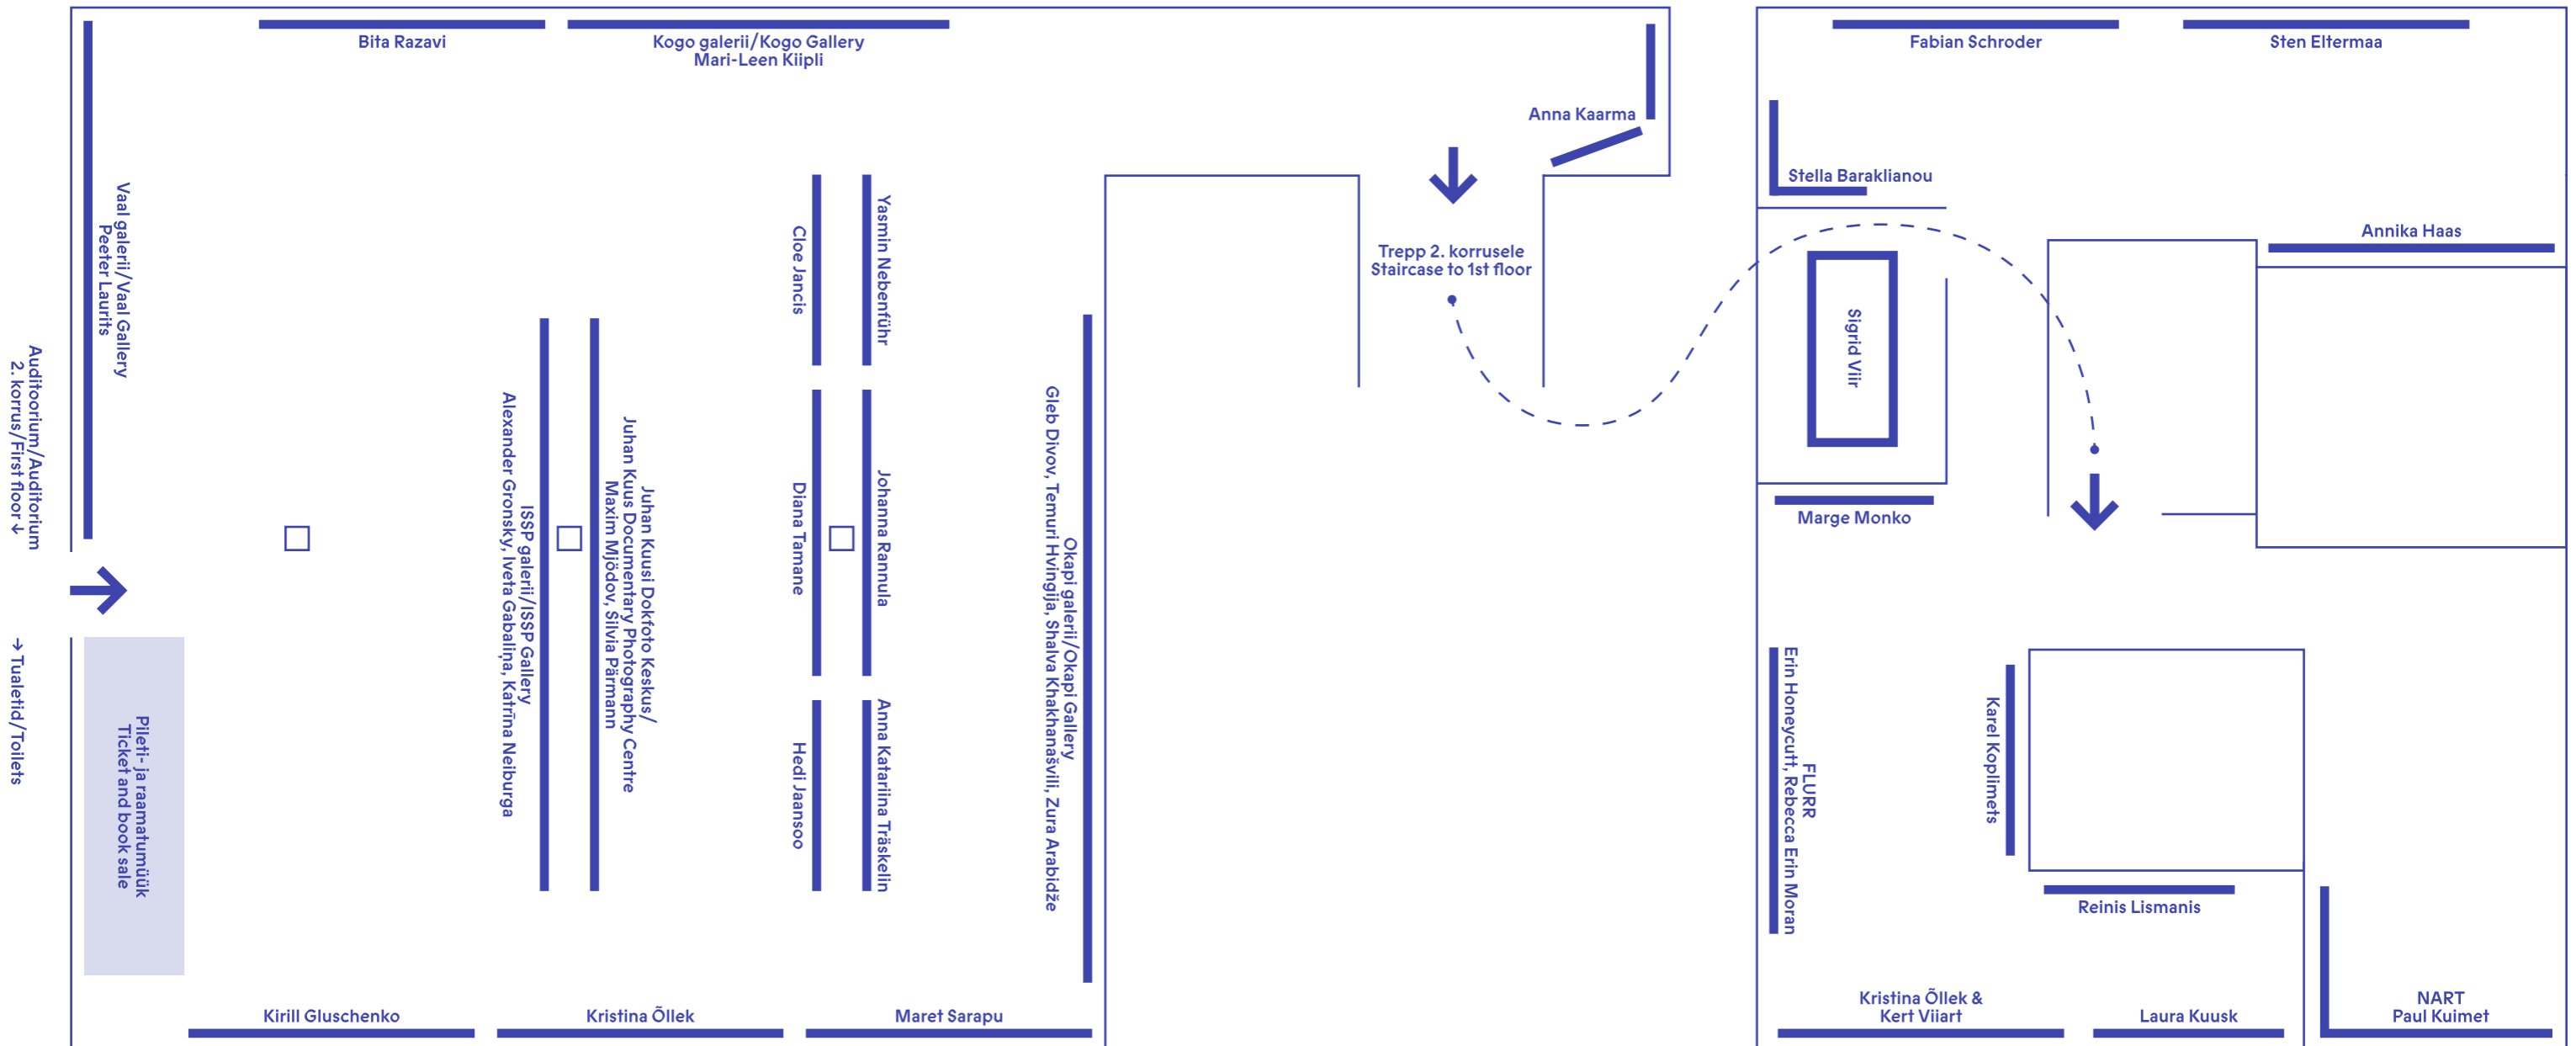 Bita Razavi
Kogo galerii/Kogo Gallery
Mari-Leen Kiipli
Anna Kaarma
Vaal galerii/Vaal Gallery
Peeter Laurits
Auditoorium/Auditorium
2. korrus/First floor ↓
→ Tualetid/Toilets
Pileti- ja raamatumüük
Ticket and book sale
ISSP galerii/ISSP Gallery
Alexander Gronsky, Iveta Gabaliņa, Katrīna Neiburga
Juhan Kuusi Dokfoto Keskus/
Juhan Kuus Documentary Photography Centre
Maxim Mjödov, Silvia Pärmann
Cloe Jancis
Yasmin Nebenführ
Diana Tamane
Johanna Rannula
Hedi Jaansoo
Anna Katariina Träskelin
Okapi galerii/Okapi Gallery
Gleb Divov, Temuri Hvingija, Shalva Khakhanašvili, Zura Arabidže
Kirill Gluschenko
Kristina Õllek
Maret Sarapu
Trepp 2. korrusele
Staircase to 1st floor
Fabian Schroder
Sten Eltermaa
Stella Baraklianou
Annika Haas
Sigrid Viir
Marge Monko
FLURR
Erin Honeycutt, Rebecca Erin Moran
Karel Koplimets
Reinis Lismanis
Kristina Õllek &
Kert Viiart
Laura Kuusk
NART
Paul Kuimet